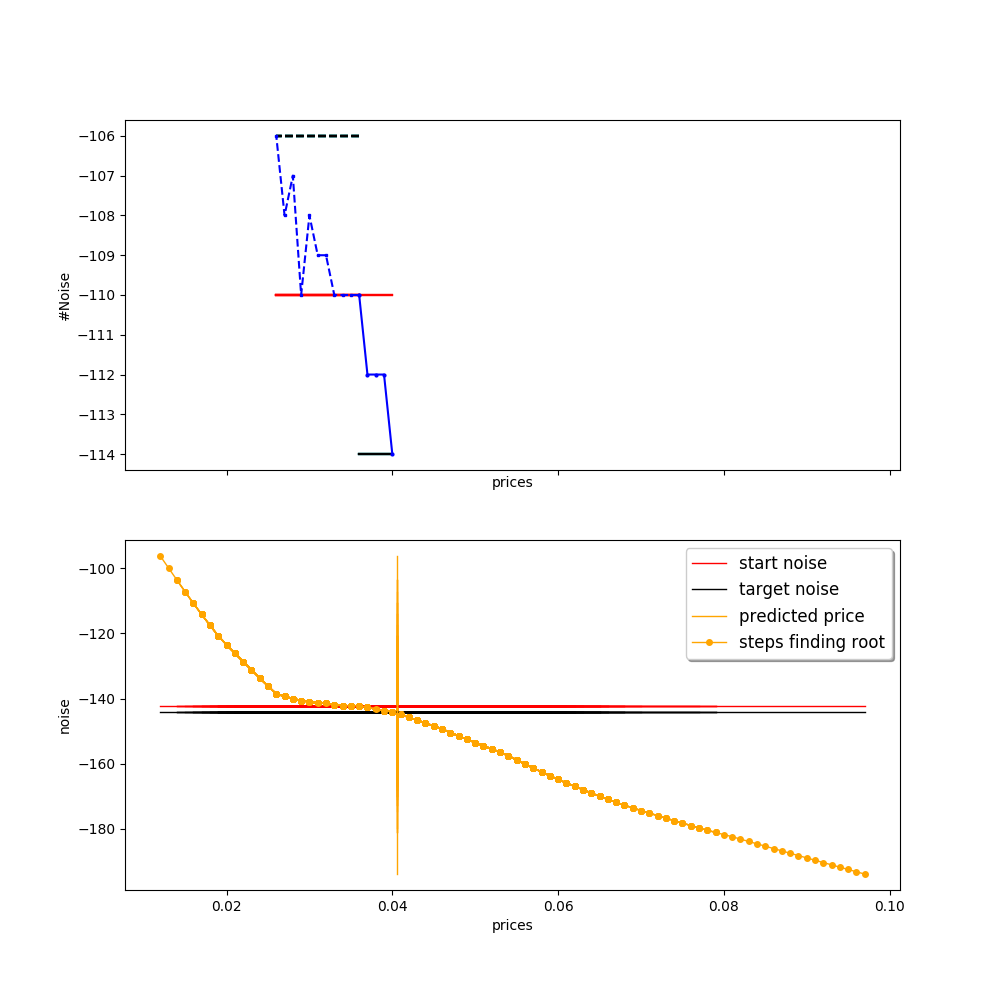 −106
−107
−108
−109
−110
−111
−112
−113
−114
#Noise
prices
−100
−120
−140
−160
−180
noise
start noise
target noise
predicted price
steps finding root
0.02
0.04
0.06
0.08
0.10
prices